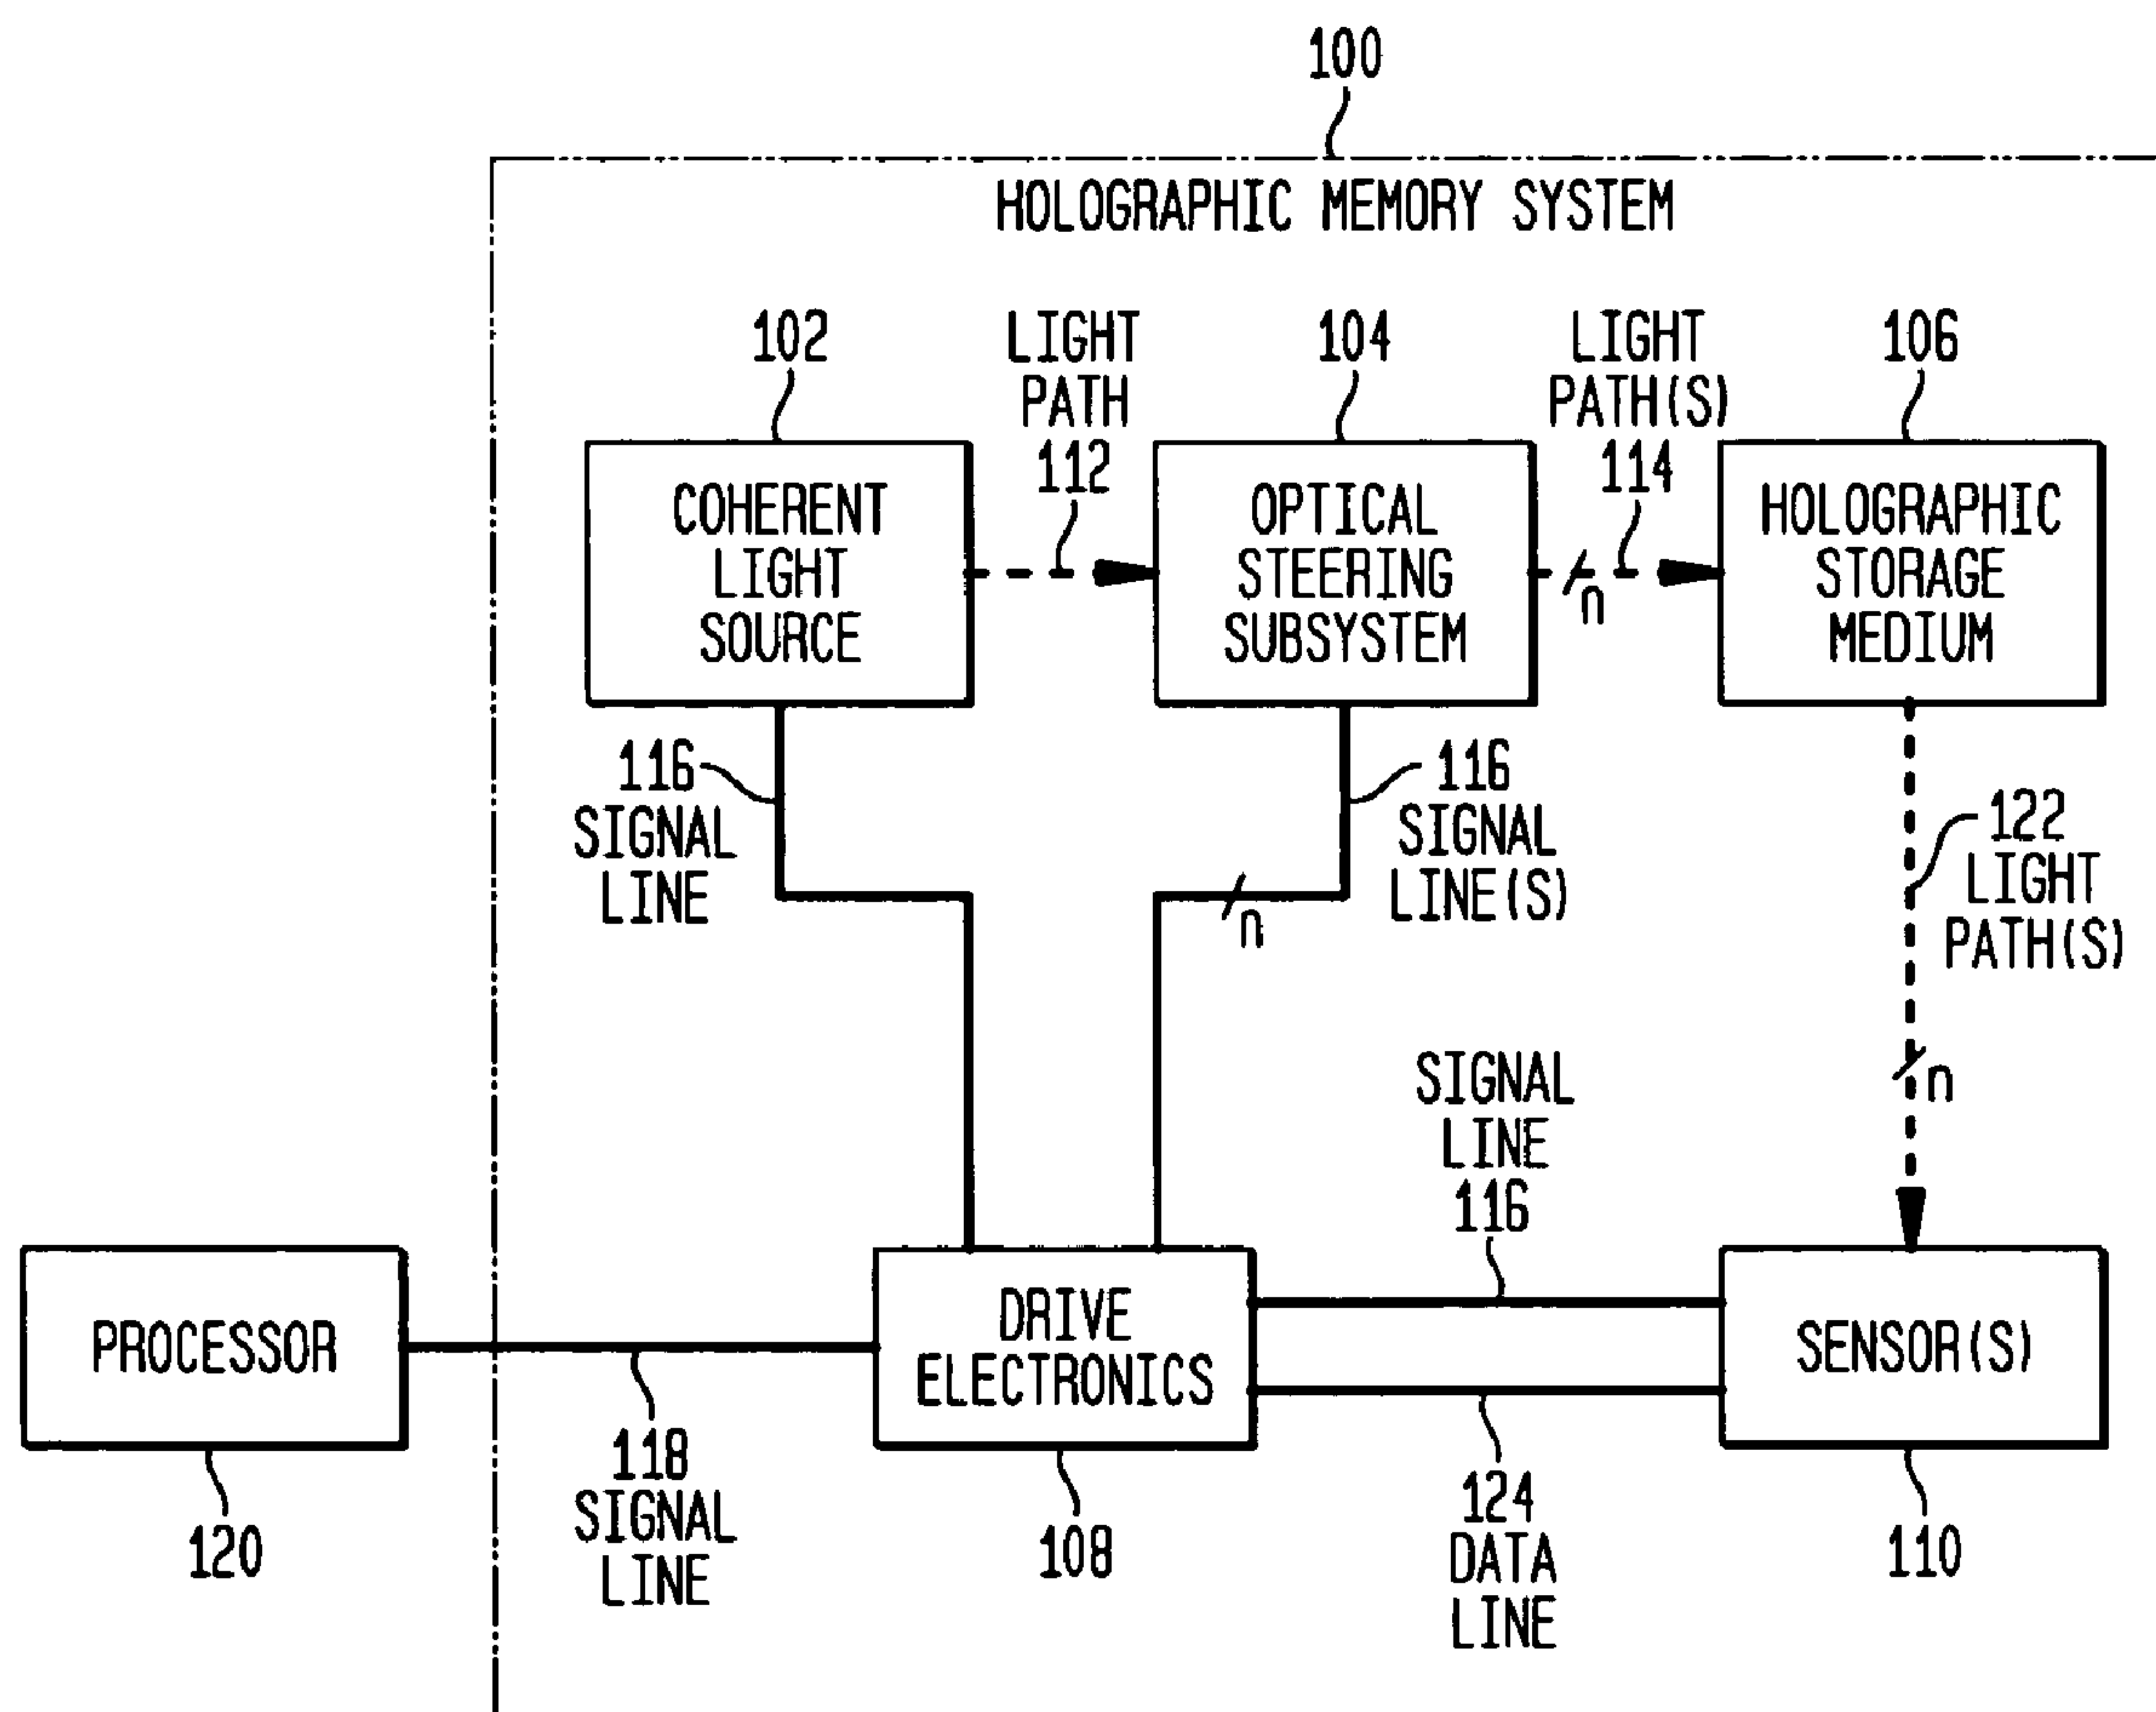 100
HOLOGRAPHIC MEMORY SYSTEM
102
LIGHT
PATH
112
104
LIGHT
PATH(S)
114
106
COHERENT
LIGHT
SOURCE
OPTICAL
STEERING
SUBSYSTEM
n
HOLOGRAPHIC
STORAGE
MEDIUM
116
SIGNAL
LINE
116
SIGNAL
LINE(S)
n
122
LIGHT
PATH(S)
n
SIGNAL
LINE
116
PROCESSOR
120
118
SIGNAL
LINE
DRIVE
ELECTRONICS
108
124
DATA
LINE
SENSOR(S)
110